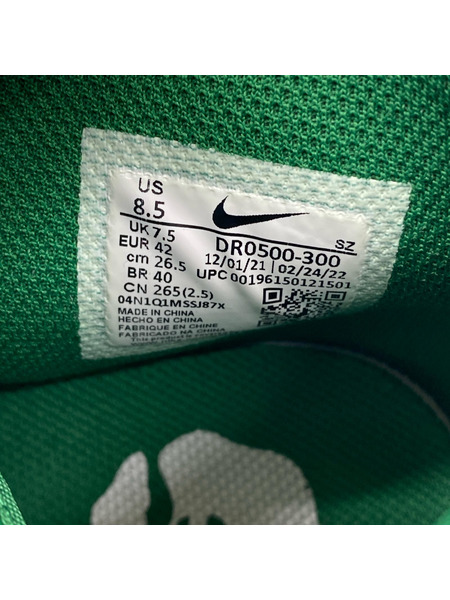 US
8.5
UK 7.5
EUR 42
cm 26.5
BR 40
CN 265(2.5)
DR0500-300 SZ
12/01/21 | 02/24/22
UPC 00196150121501
04N1Q1MSSJ87X
MADE IN CHINA
HECHO EN CHINA
FABRIQUE EN CHINE
FABRICADO NA CHINA